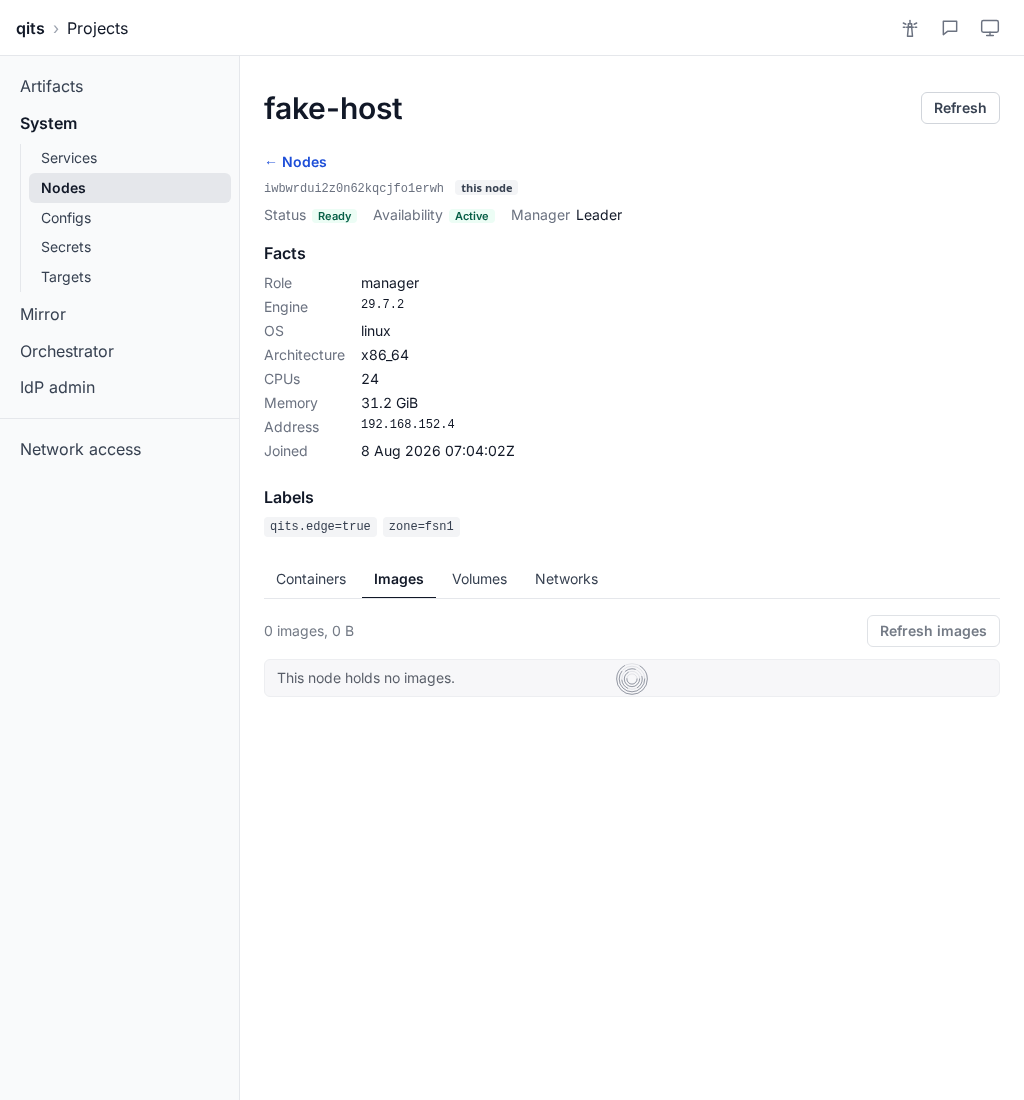 qits › Projects
Artifacts
System
Services
Nodes
Configs
Secrets
Targets
Mirror
Orchestrator
IdP admin
Network access
fake-host
Refresh
← Nodes
iwbwrdui2z0n62kqcjfo1erwh this node
Status Ready Availability Active Manager Leader
Facts
Role manager
Engine 29.7.2
OS linux
Architecture x86_64
CPUs 24
Memory 31.2 GiB
Address 192.168.152.4
Joined 8 Aug 2026 07:04:02Z
Labels
qits.edge=true zone=fsn1
Containers Images Volumes Networks
0 images, 0 B
Refresh images
This node holds no images.